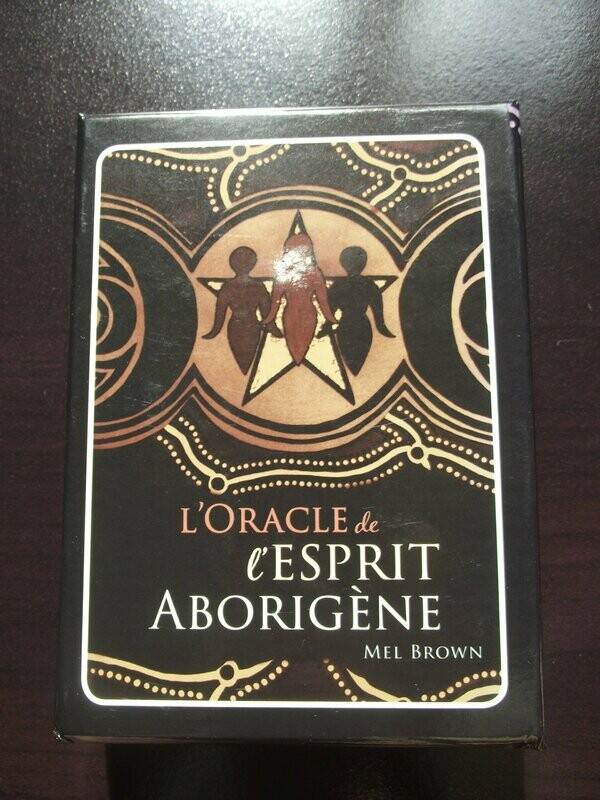 L'ORACLE de
l'ESPRIT
ABORIGÈNE
MEL BROWN